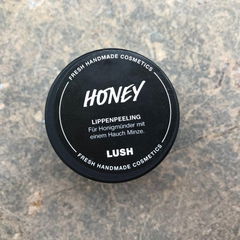 FRESH HANDMADE COSMETICS
HONEY
LIPPENPEELING
Für Honigmünder mit
einem Hauch Minze.
LUSH
FRESH HANDMADE COSMETICS